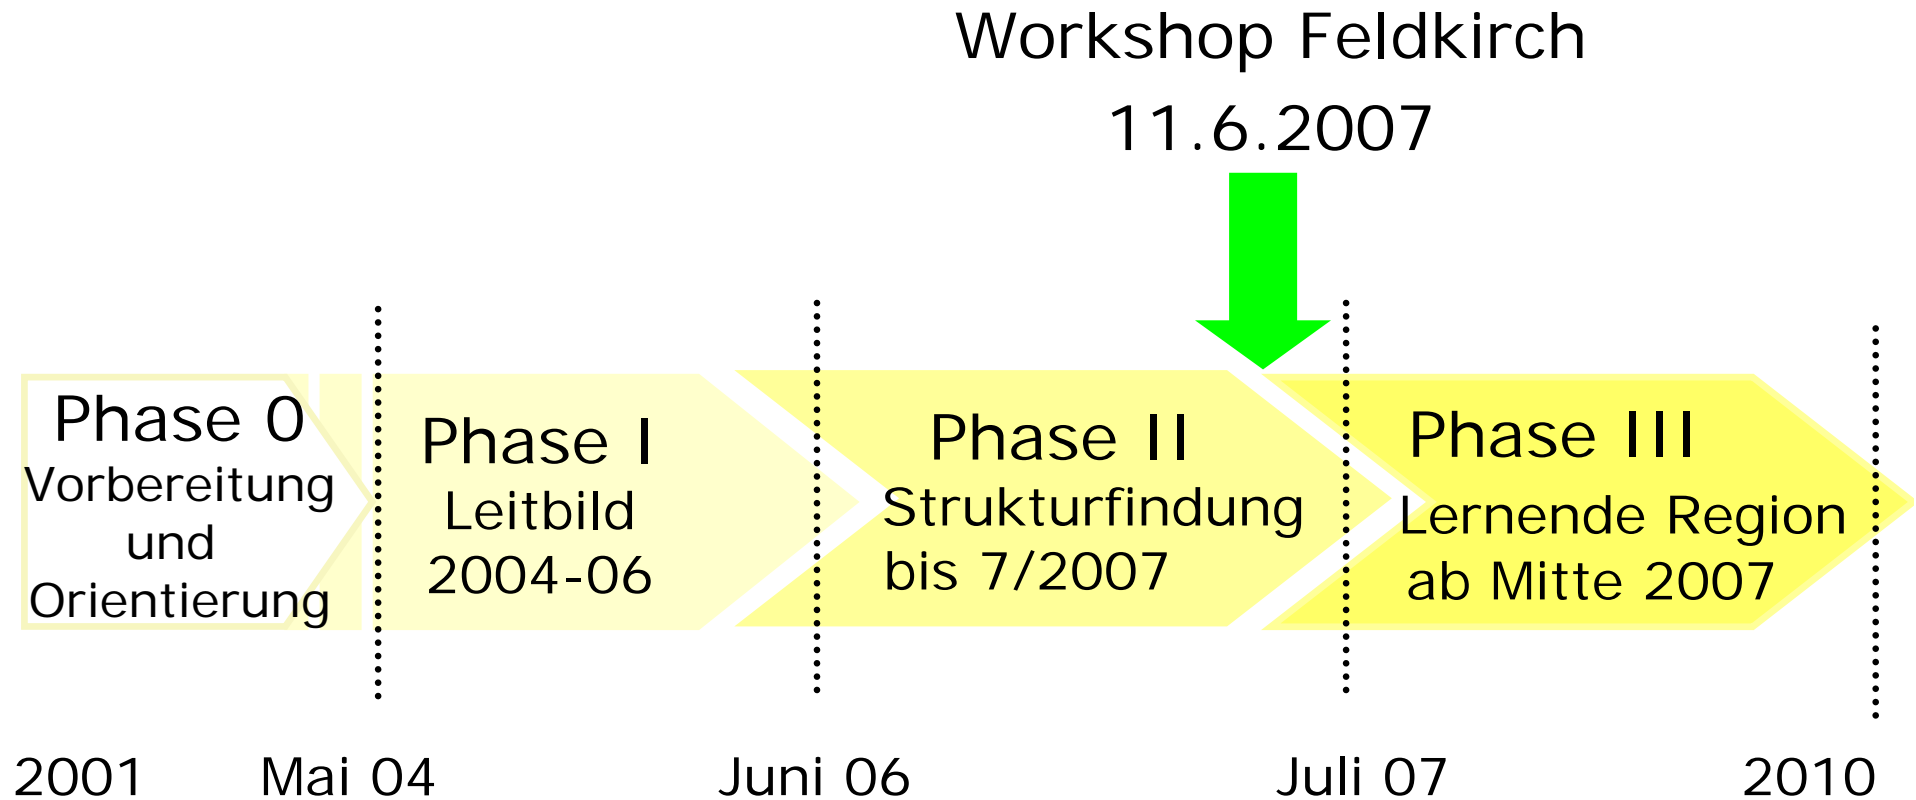 Workshop Feldkirch
11.6.2007
Phase 0
Vorbereitung
und
Orientierung
Phase I
Leitbild
2004-06
Phase II
Strukturfindung
bis 7/2007
Phase III
Lernende Region
ab Mitte 2007
2001
Mai 04
Juni 06
Juli 07
2010